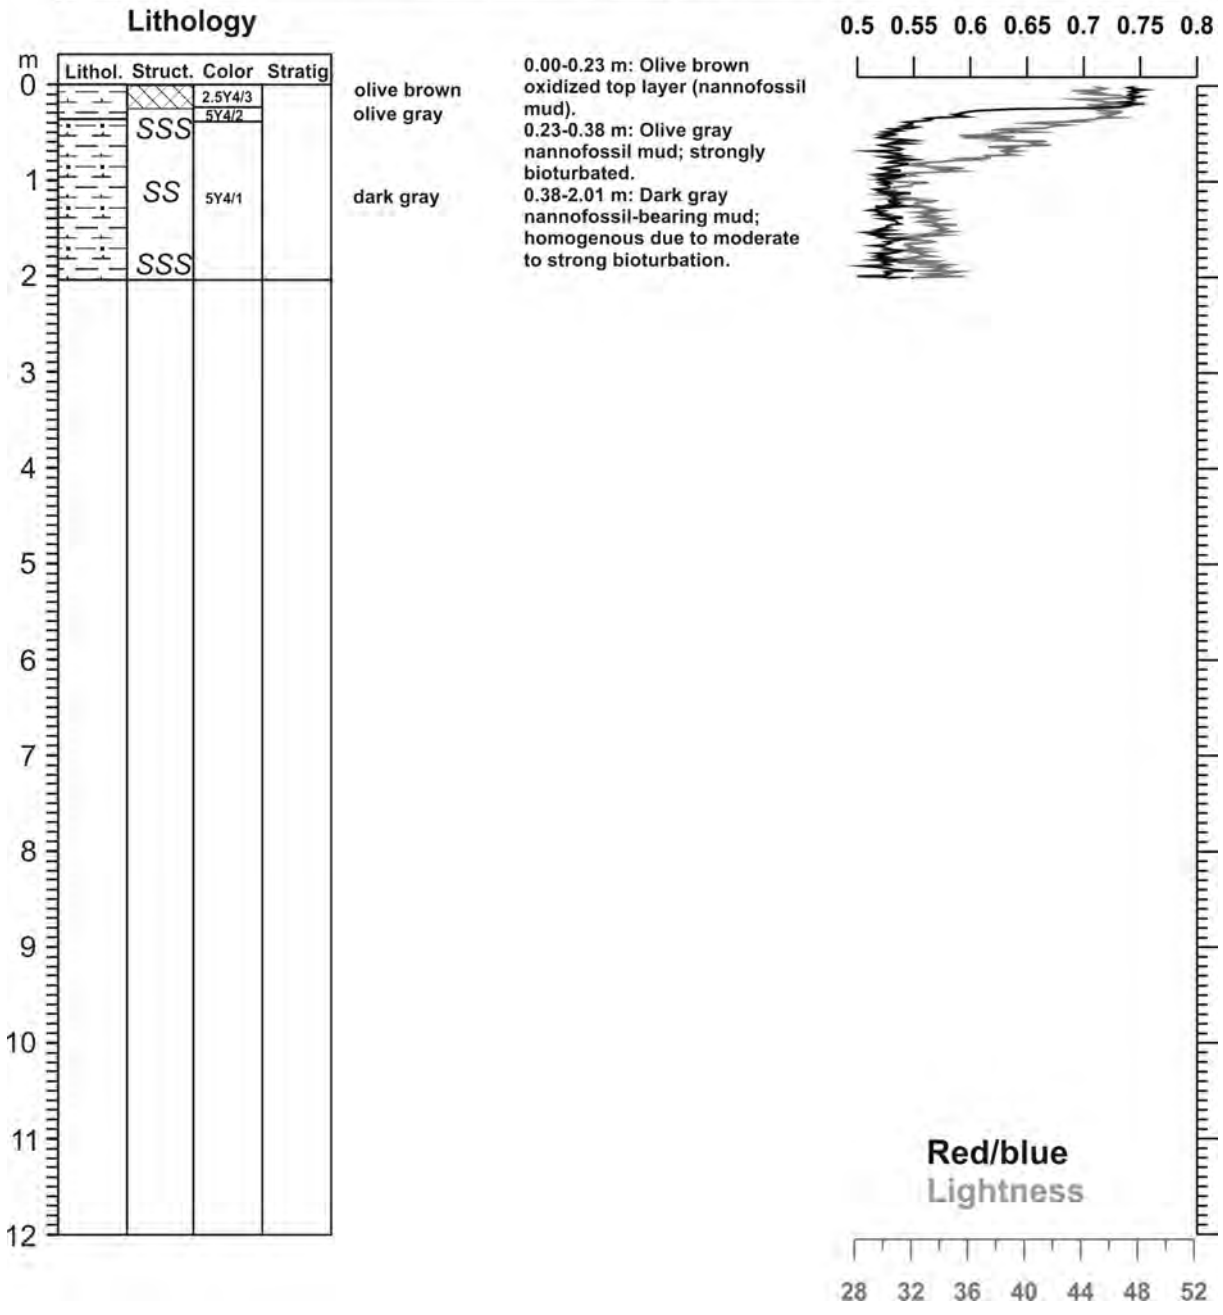 Lithology
0.5 0.55 0.6 0.65 0.7 0.75 0.8
m
Lithol. Struct. Color Stratig
0
2.5Y4/3
5Y4/2
SSS
1
SS
5Y4/1
SSS
2
3
4
5
6
7
8
9
10
11
12
olive brown
olive gray
dark gray
0.00-0.23 m: Olive brown
oxidized top layer (nannofossil
mud).
0.23-0.38 m: Olive gray
nannofossil mud; strongly
bioturbated.
0.38-2.01 m: Dark gray
nannofossil-bearing mud;
homogenous due to moderate
to strong bioturbation.
Red/blue
Lightness
28 32 36 40 44 48 52